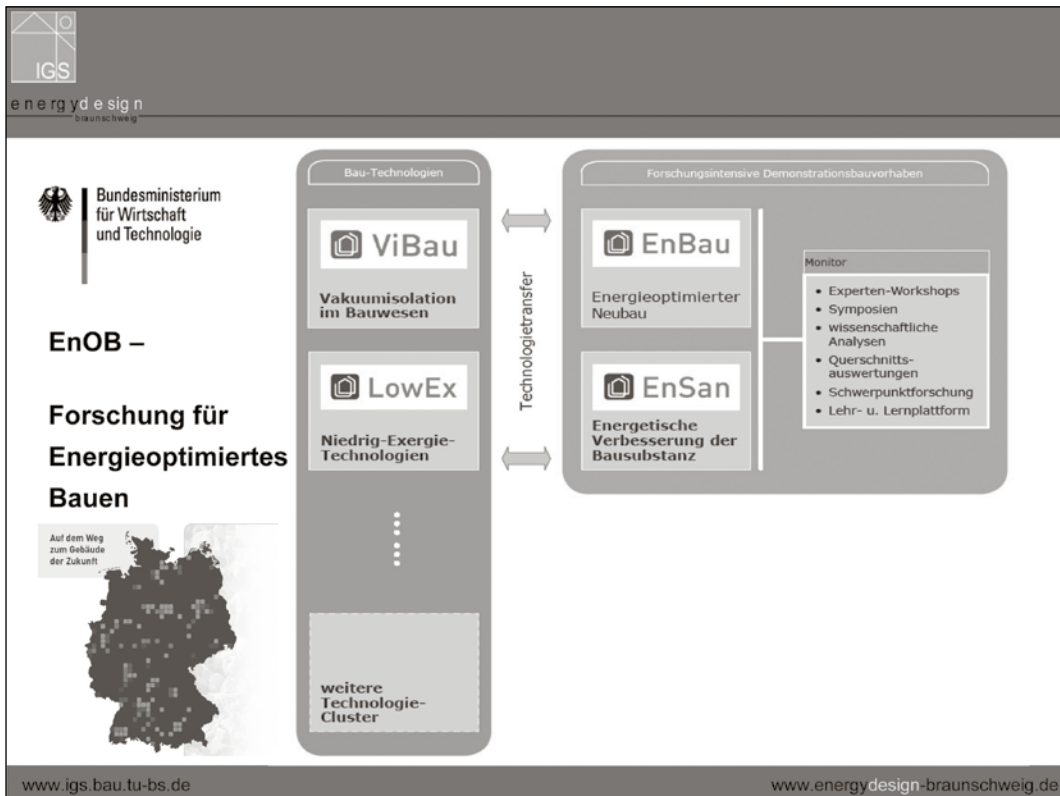 IGS
energydesign
braunschweig
Bundesministerium
für Wirtschaft
und Technologie
EnOB –
Forschung für
Energieoptimiertes
Bauen
Auf dem Weg
zum Gebäude
der Zukunft
Bau-Technologien
ViBau
Vakuumisolation
im Bauwesen
LowEx
Niedrig-Exergie-
Technologien
weitere
Technologie-
Cluster
Technologietransfer
Forschungsintensive Demonstrationsbauvorhaben
EnBau
Energieoptimierter
Neubau
EnSan
Energetische
Verbesserung der
Bausubstanz
Monitor
• Experten-Workshops
• Symposien
• wissenschaftliche
Analysen
• Querschnitts-
auswertungen
• Schwerpunktforschung
• Lehr- u. Lernplattform
www.igs.bau.tu-bs.de
www.energydesign-braunschweig.de